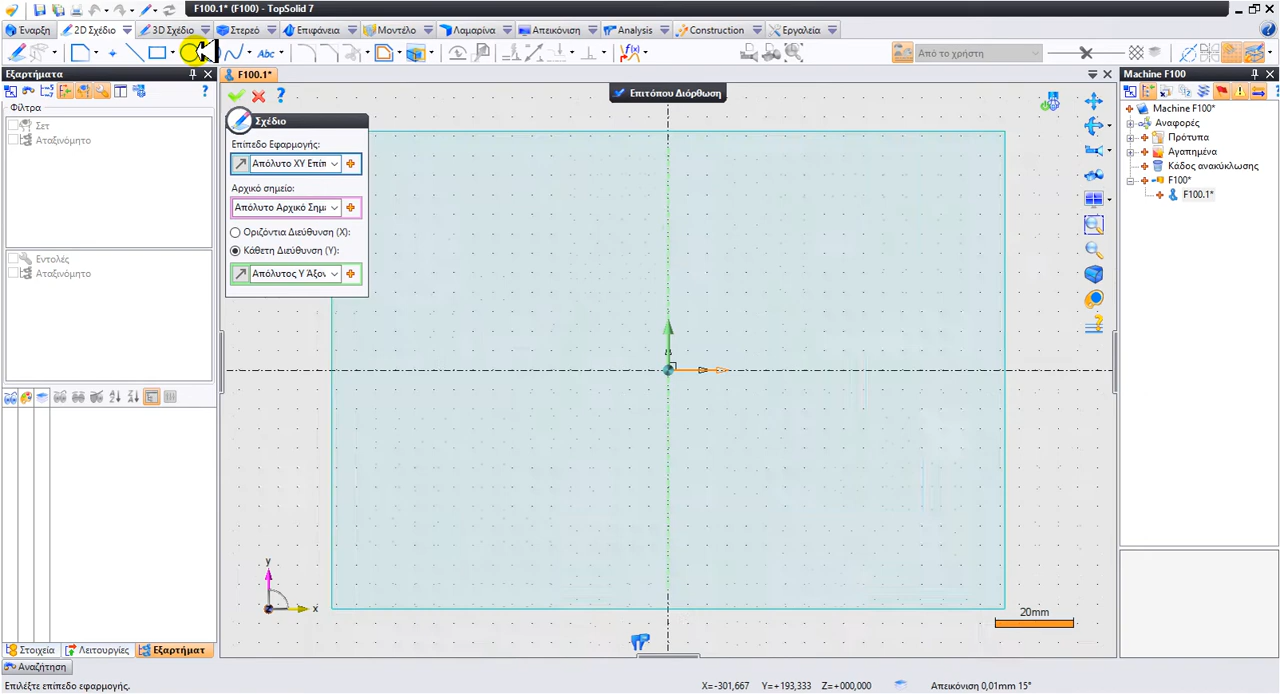 F100.1* (F100) - TopSolid 7
Εναρξη
2D Σχέδιο
3D Σχέδιο
Στερεό
Επιφάνεια
Μοντέλο
Λαμαρίνα
Απεικόνιση
Analysis
Construction
Εργαλεία
Abc
Από το χρήστη
Εξαρτήματα
F100.1*
Machine F100*
Επιτόπου Διόρθωση
Φίλτρα
Σετ
Αταξινόμητο
Σχέδιο
Επίπεδο Εφαρμογής:
Απόλυτο XY Επίπ
Αρχικό σημείο:
Απόλυτο Αρχικό Σημ
Οριζόντια Διεύθυνση (X):
Κάθετη Διεύθυνση (Y):
Απόλυτος Y Άξον
Machine F100*
Αναφορές
Πρότυπα
Αγαπημένα
Κάδος ανακύκλωσης
F100*
F100.1*
Εντολές
Αταξινόμητο
y
x
20mm
Στοιχεία
Λειτουργίες
Εξαρτήματ
Αναζήτηση
Επιλέξτε επίπεδο εφαρμογής.
X=-301,667 Y=+193,333 Z=+000,000
Απεικόνιση 0,01mm 15°